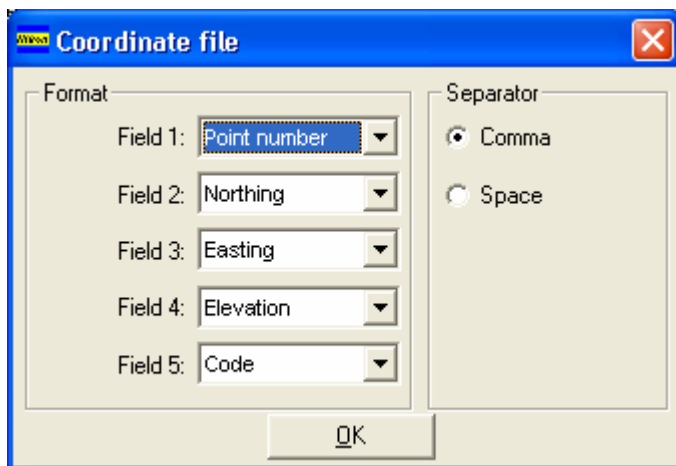 Coordinate file
Format
Field 1: Point number
Field 2: Northing
Field 3: Easting
Field 4: Elevation
Field 5: Code
Separator
Comma
Space
OK